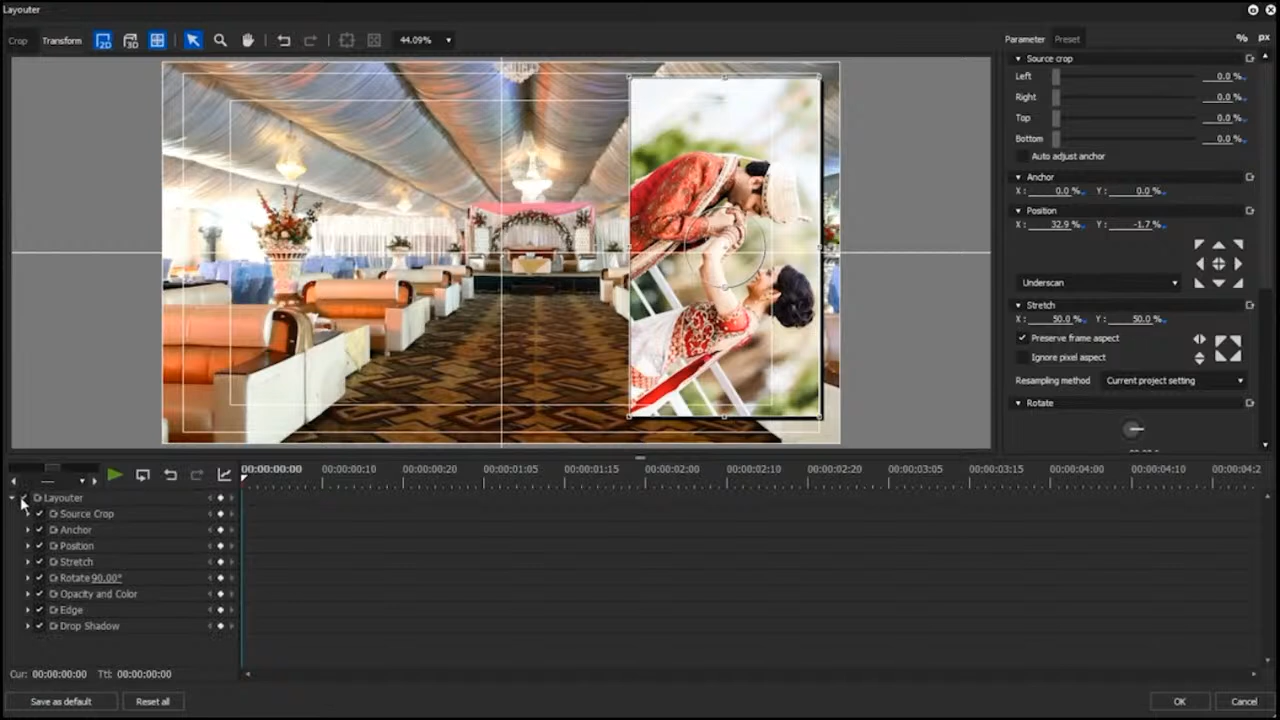 Layouter
Crop Transform 2D 3D 44.09%
Parameter Preset % px
Source crop
Left 0.0 %
Right 0.0 %
Top 0.0 %
Bottom 0.0 %
Auto adjust anchor
Anchor
X : 0.0 % Y : 0.0 %
Position
X : 32.9 % Y : -1.7 %
Underscan
Stretch
X : 50.0 % Y : 50.0 %
Preserve frame aspect
Ignore pixel aspect
Resampling method Current project setting
Rotate
00:00:00:00 00:00:00:10 00:00:00:20 00:00:01:05 00:00:01:15 00:00:02:00 00:00:02:10 00:00:02:20 00:00:03:05 00:00:03:15 00:00:04:00 00:00:04:10 00:00:04:2
Layouter
Source Crop
Anchor
Position
Stretch
Rotate 90.00°
Opacity and Color
Edge
Drop Shadow
Cur: 00:00:00:00 Ttl: 00:00:00:00
Save as default Reset all OK Cancel